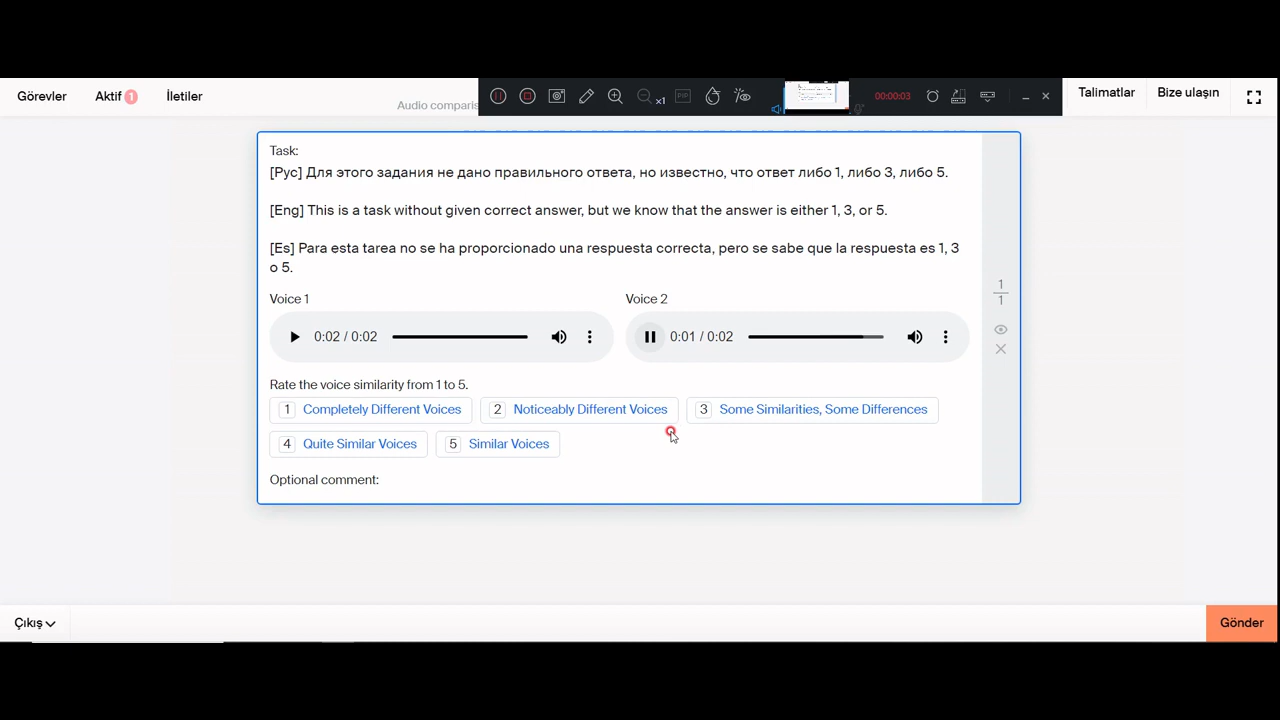 Görevler
Aktif 1
İletiler
Audio comparis
x1
PIP
00:00:03
Talimatlar
Bize ulaşın
Task:
[Рус] Для этого задания не дано правильного ответа, но известно, что ответ либо 1, либо 3, либо 5.
[Eng] This is a task without given correct answer, but we know that the answer is either 1, 3, or 5.
[Es] Para esta tarea no se ha proporcionado una respuesta correcta, pero se sabe que la respuesta es 1, 3
o 5.
1
1
Voice 1
Voice 2
0:02 / 0:02
0:01 / 0:02
Rate the voice similarity from 1 to 5.
1 Completely Different Voices
2 Noticeably Different Voices
3 Some Similarities, Some Differences
4 Quite Similar Voices
5 Similar Voices
Optional comment:
Çıkış
Gönder